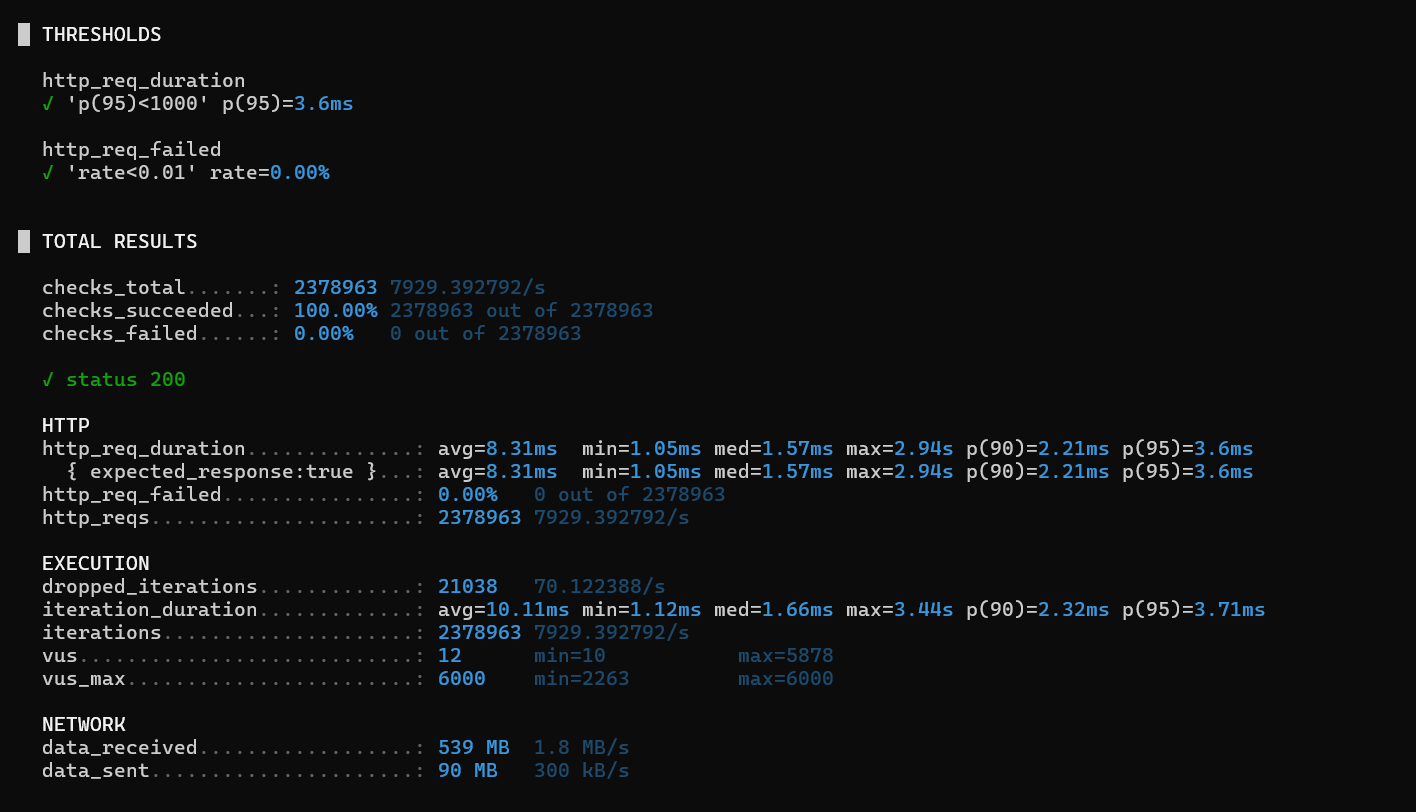 THRESHOLDS
http_req_duration
✓ 'p(95)<1000' p(95)=3.6ms
http_req_failed
✓ 'rate<0.01' rate=0.00%
TOTAL RESULTS
checks_total.......: 2378963 7929.392792/s
checks_succeeded...: 100.00% 2378963 out of 2378963
checks_failed......: 0.00% 0 out of 2378963
✓ status 200
HTTP
http_req_duration..............: avg=8.31ms min=1.05ms med=1.57ms max=2.94s p(90)=2.21ms p(95)=3.6ms
{ expected_response:true }...: avg=8.31ms min=1.05ms med=1.57ms max=2.94s p(90)=2.21ms p(95)=3.6ms
http_req_failed................: 0.00% 0 out of 2378963
http_reqs......................: 2378963 7929.392792/s
EXECUTION
dropped_iterations.............: 21038 70.122388/s
iteration_duration.............: avg=10.11ms min=1.12ms med=1.66ms max=3.44s p(90)=2.32ms p(95)=3.71ms
iterations.....................: 2378963 7929.392792/s
vus............................: 12 min=10 max=5878
vus_max........................: 6000 min=2263 max=6000
NETWORK
data_received..................: 539 MB 1.8 MB/s
data_sent......................: 90 MB 300 kB/s